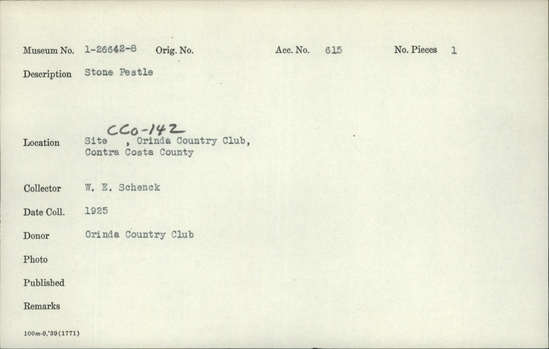 Museum No. 1-26642-8 Orig. No. Acc. No. 615 No. Pieces 1
Description Stone Pestle
CCo-142
Location Site , Orinda Country Club,
Contra Costa County
Collector W. E. Schenck
Date Coll. 1925
Donor Orinda Country Club
Photo
Published
Remarks
100m-9,'39(1771)